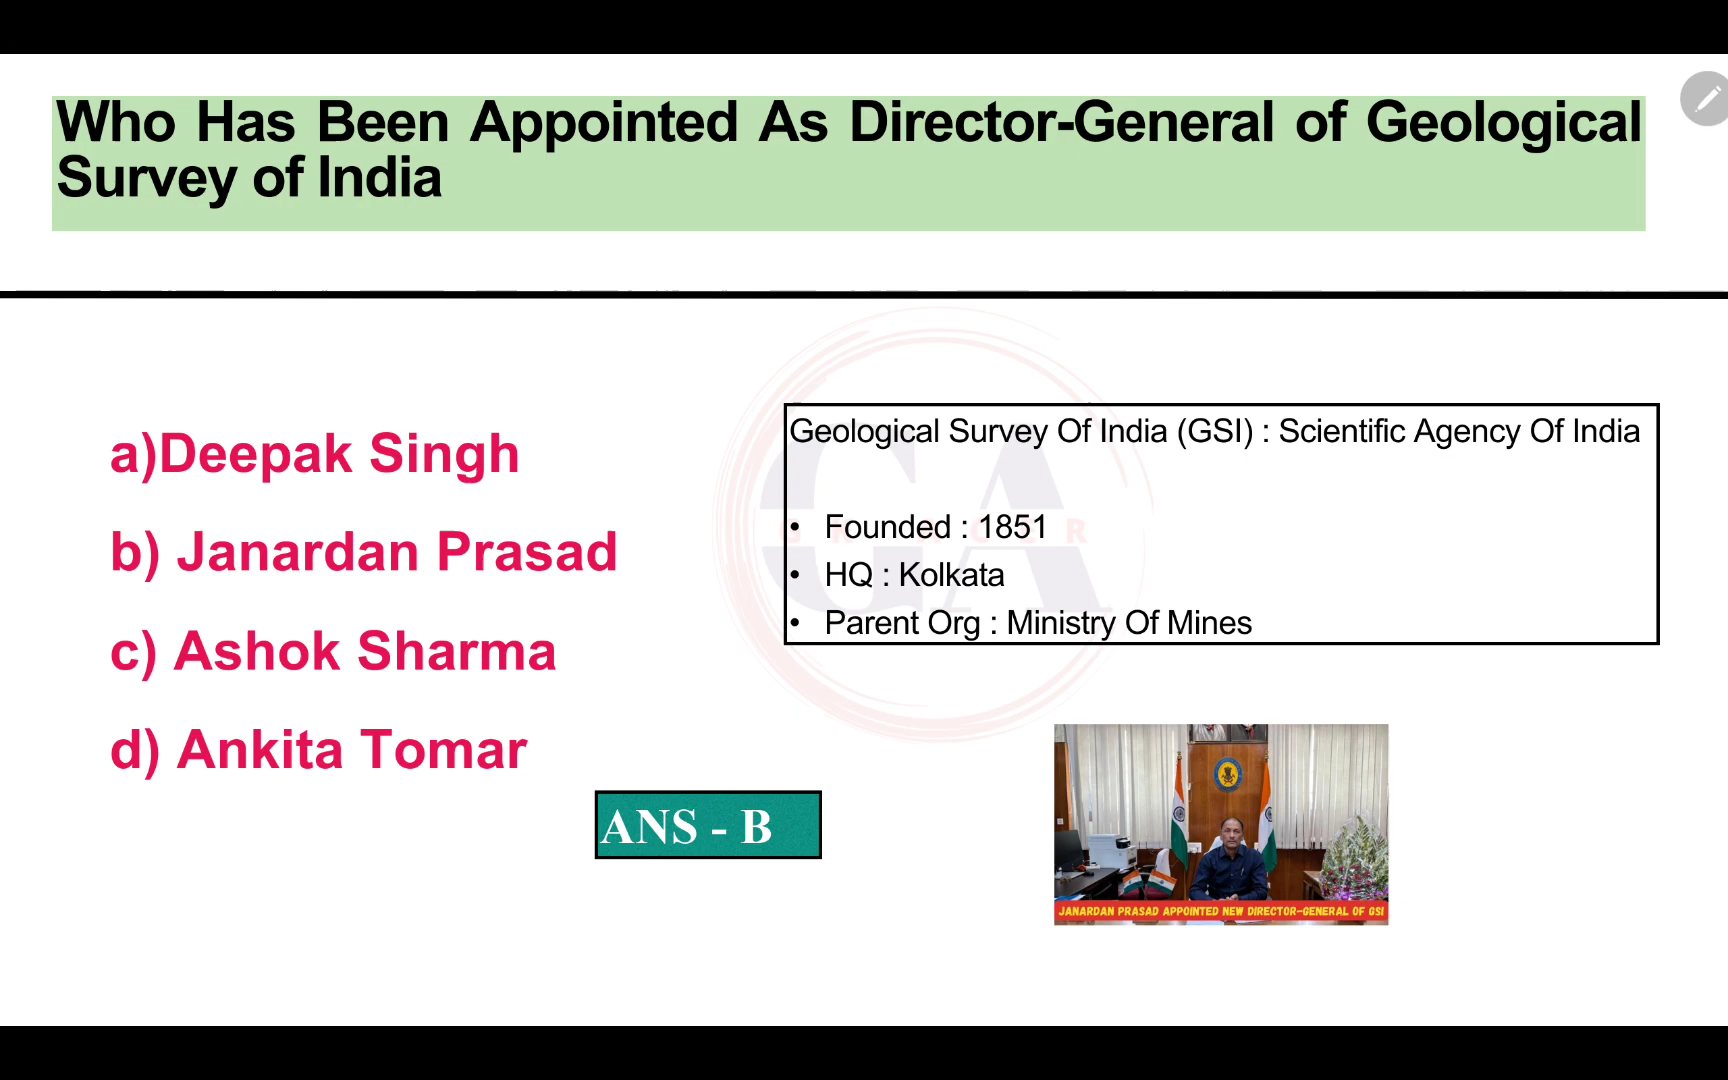 Who Has Been Appointed As Director-General of Geological
Survey of India
a)Deepak Singh
b) Janardan Prasad
c) Ashok Sharma
d) Ankita Tomar
ANS - B
Geological Survey Of India (GSI) : Scientific Agency Of India
• Founded : 1851
• HQ : Kolkata
• Parent Org : Ministry Of Mines
GA
JANARDAN PRASAD APPOINTED NEW DIRECTOR-GENERAL OF GSI